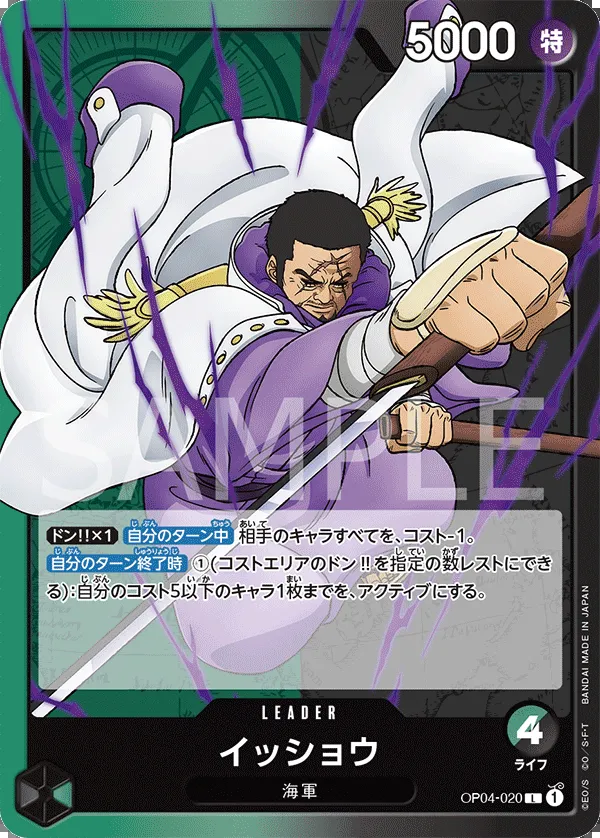 5000 特
SAMPLE
ドン!!×1 自分のターン中 相手のキャラすべてを、コスト-1。
自分のターン終了時 ①(コストエリアのドン!!を指定の数レストにでき
る):自分のコスト5以下のキャラ1枚までを、アクティブにする。
LEADER
イッショウ
海軍
4
ライフ
OP04-020 L 1
©E.O/S ©O/S・F・T BANDAI MADE IN JAPAN